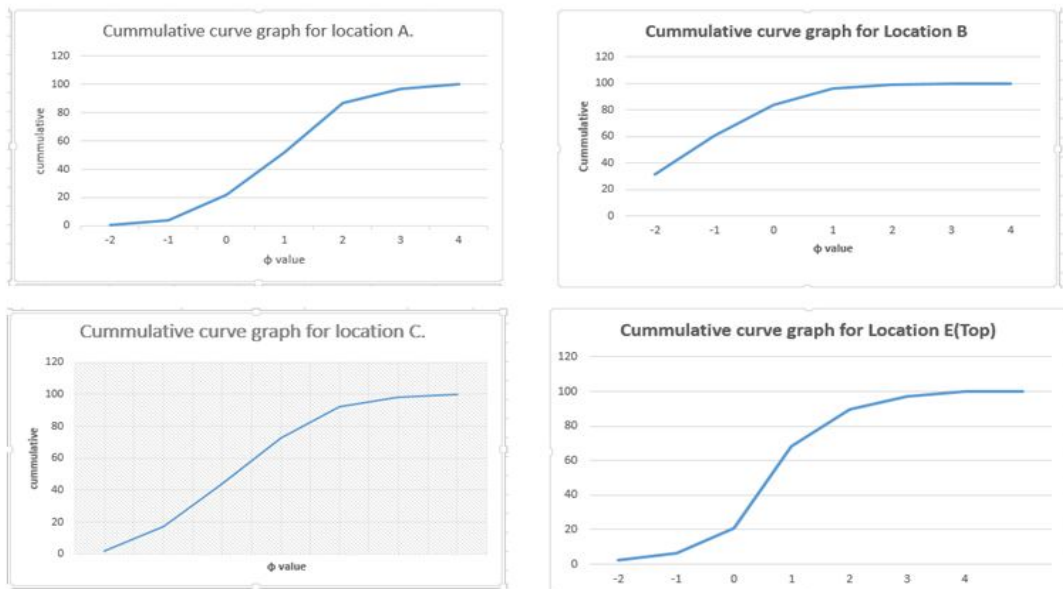 Cummulative curve graph for location A.
120
100
80
60
40
20
0
cummulative
-2 -1 0 1 2 3 4
ϕ value
Cummulative curve graph for Location B
120
100
80
60
40
20
0
Cummulative
-2 -1 0 1 2 3 4
ϕ value
Cummulative curve graph for location C.
120
100
80
60
40
20
0
cummulative
ϕ value
Cummulative curve graph for Location E(Top)
120
100
80
60
40
20
0
-2 -1 0 1 2 3 4